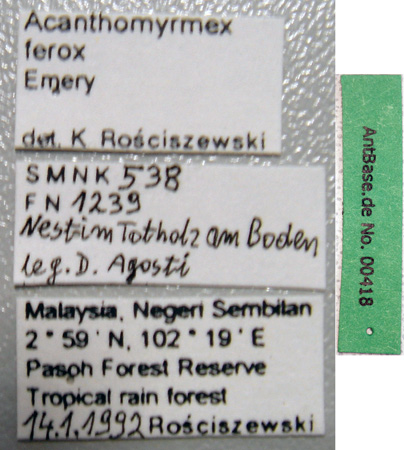 Acanthomyrmex
ferox
Emery
det. K Rościszewski
SMNK 538
FN 1239
Nest im Totholz am Boden
leg. D. Agosti
Malaysia, Negeri Sembilan
2° 59' N, 102° 19' E
Pasoh Forest Reserve
Tropical rain forest
14.1.1992 Rościszewski
AntBase.de No. 00418